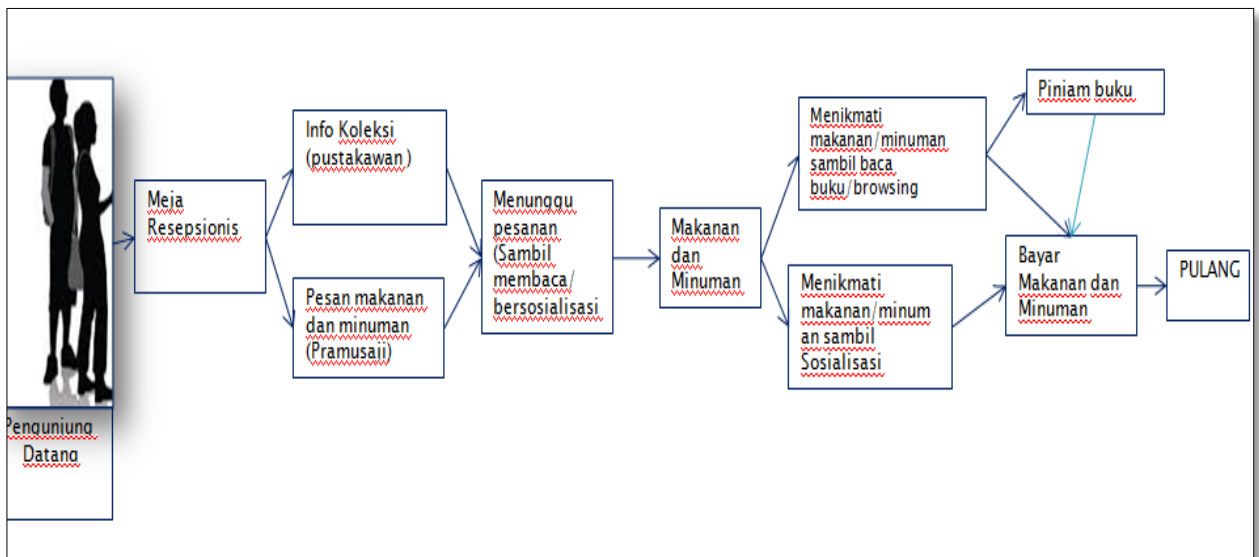 Pengunjung
Datang
Meja
Resepsionis
Info Koleksi
(pustakawan )
Pesan makanan
dan minuman
(Pramusaji)
Menunggu
pesanan
(Sambil
membaca/
bersosialisasi
Makanan
dan
Minuman
Menikmati
makanan/minuman
sambil baca
buku/browsing
Menikmati
makanan/minum
an sambil
Sosialisasi
Pinjam buku
Bayar
Makanan dan
Minuman
PULANG